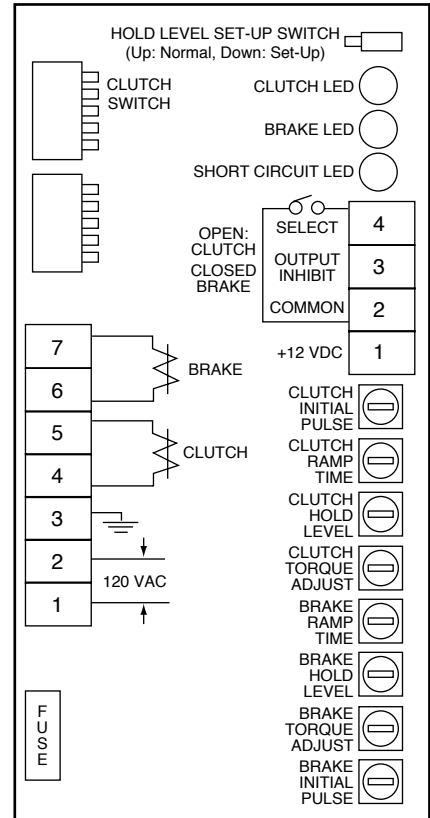 HOLD LEVEL SET-UP SWITCH
(Up: Normal, Down: Set-Up)
CLUTCH
SWITCH
CLUTCH LED
BRAKE LED
SHORT CIRCUIT LED
OPEN:
CLUTCH
CLOSED
BRAKE
SELECT
4
OUTPUT
INHIBIT
3
COMMON
2
+12 VDC
1
7
6
BRAKE
5
4
CLUTCH
3
2
1
120 VAC
CLUTCH
INITIAL
PULSE
CLUTCH
RAMP
TIME
CLUTCH
HOLD
LEVEL
CLUTCH
TORQUE
ADJUST
BRAKE
RAMP
TIME
BRAKE
HOLD
LEVEL
BRAKE
TORQUE
ADJUST
BRAKE
INITIAL
PULSE
F
U
S
E